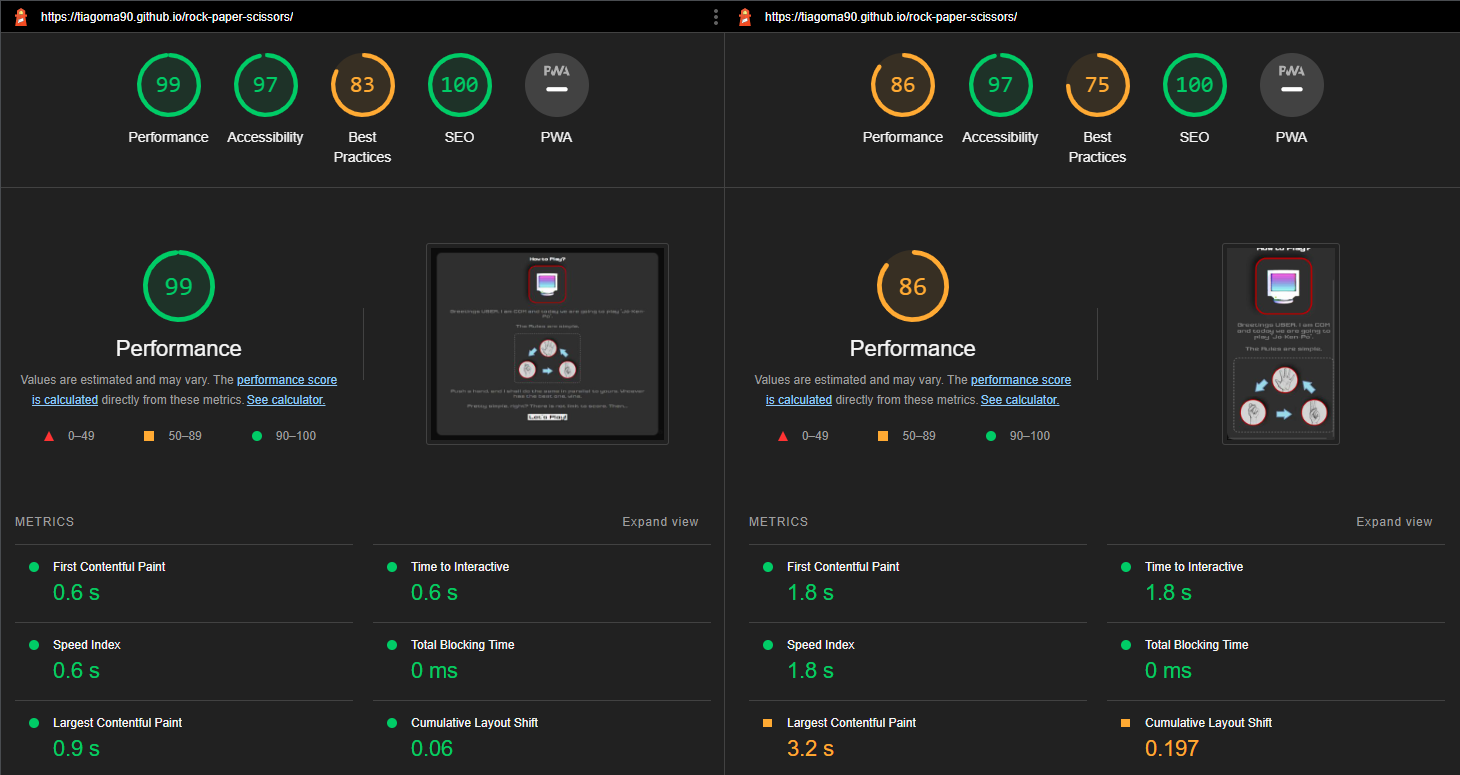 https://tiagoma90.github.io/rock-paper-scissors/
99
97
83
100
PWA
Performance
Accessibility
Best
Practices
SEO
PWA
99
Performance
Values are estimated and may vary. The performance score
is calculated directly from these metrics. See calculator.
0–49
50–89
90–100
How to Play?
Greetings USER, I am COM and today we are going to play 'Jo Ken
Po'.
The Rules are simple.
Let's Play!
METRICS
Expand view
First Contentful Paint
0.6 s
Time to Interactive
0.6 s
Speed Index
0.6 s
Total Blocking Time
0 ms
Largest Contentful Paint
0.9 s
Cumulative Layout Shift
0.06
https://tiagoma90.github.io/rock-paper-scissors/
86
97
75
100
PWA
Performance
Accessibility
Best
Practices
SEO
PWA
86
Performance
Values are estimated and may vary. The performance score
is calculated directly from these metrics. See calculator.
0–49
50–89
90–100
How to Play?
Greetings USER, I am COM
and today we are going to
play 'Jo Ken Po'.
The Rules are simple.
METRICS
Expand view
First Contentful Paint
1.8 s
Time to Interactive
1.8 s
Speed Index
1.8 s
Total Blocking Time
0 ms
Largest Contentful Paint
3.2 s
Cumulative Layout Shift
0.197